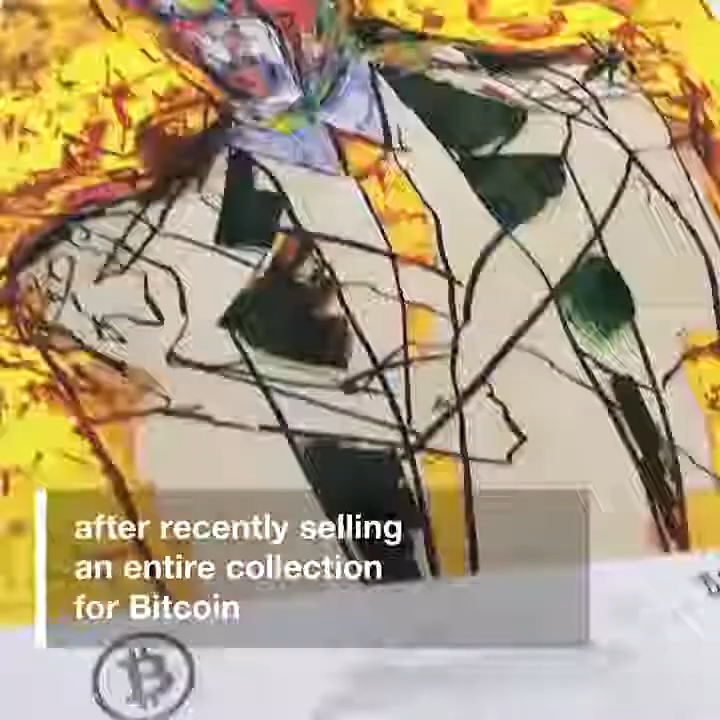 after recently selling
an entire collection
for Bitcoin